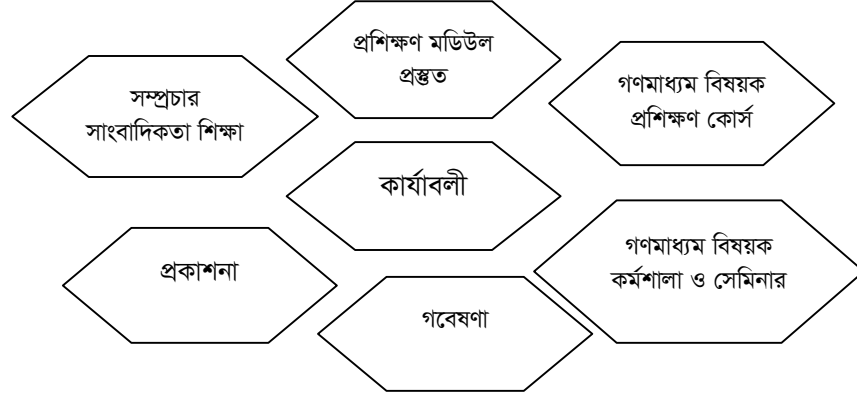 প্রশিক্ষণ মডিউল
প্রস্তুত
সম্প্রচার
সাংবাদিকতা শিক্ষা
গণমাধ্যম বিষয়ক
প্রশিক্ষণ কোর্স
কার্যাবলী
প্রকাশনা
গণমাধ্যম বিষয়ক
কর্মশালা ও সেমিনার
গবেষণা